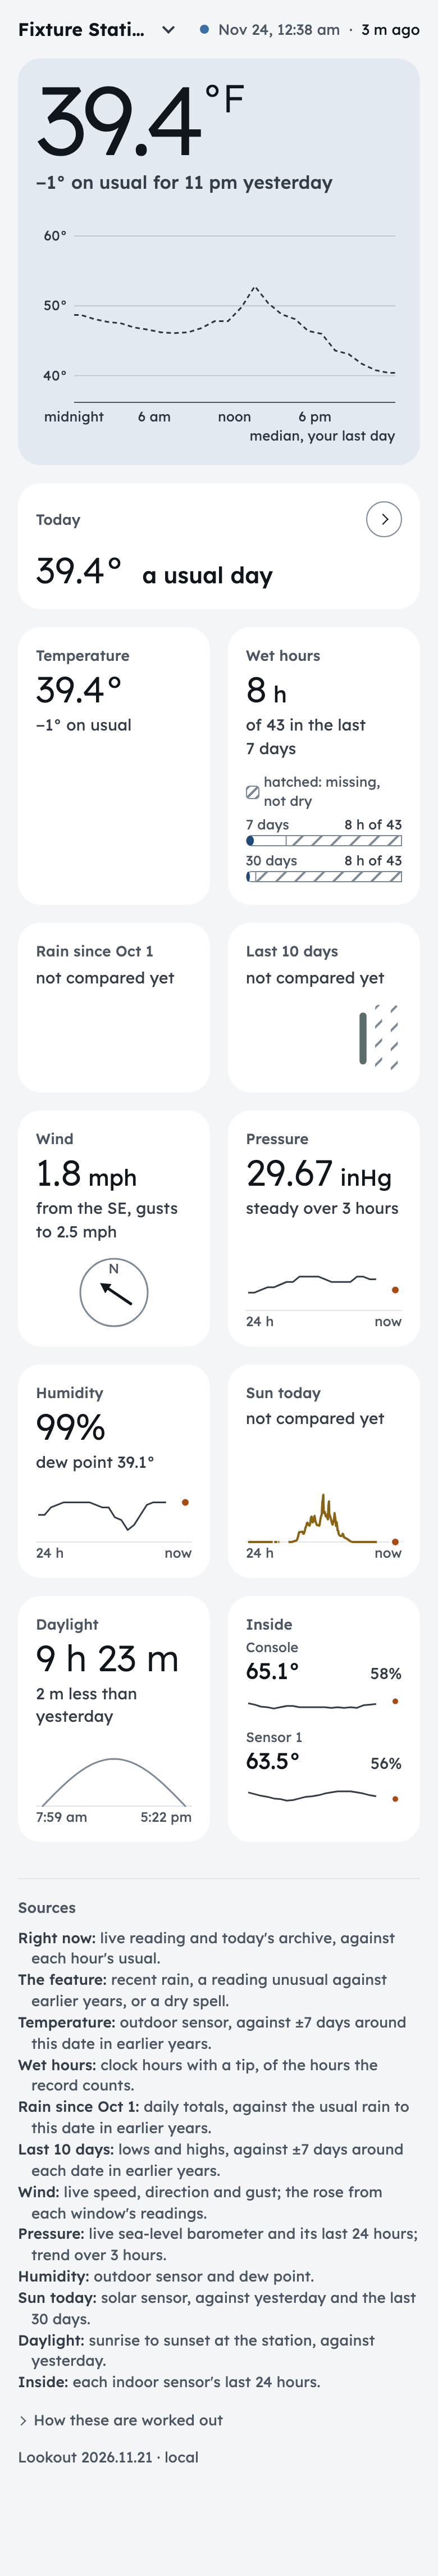 Fixture Stati… Nov 24, 12:38 am · 3 m ago
39.4°F
−1° on usual for 11 pm yesterday
60°
50°
40°
midnight 6 am noon 6 pm
median, your last day
Today
39.4° a usual day
Temperature
39.4°
−1° on usual
Wet hours
8 h
of 43 in the last
7 days
hatched: missing,
not dry
7 days 8 h of 43
30 days 8 h of 43
Rain since Oct 1
not compared yet
Last 10 days
not compared yet
Wind
1.8 mph
from the SE, gusts
to 2.5 mph
N
Pressure
29.67 inHg
steady over 3 hours
24 h now
Humidity
99%
dew point 39.1°
24 h now
Sun today
not compared yet
24 h now
Daylight
9 h 23 m
2 m less than
yesterday
7:59 am 5:22 pm
Inside
Console
65.1° 58%
Sensor 1
63.5° 56%
Sources
Right now: live reading and today's archive, against
each hour's usual.
The feature: recent rain, a reading unusual against
earlier years, or a dry spell.
Temperature: outdoor sensor, against ±7 days around
this date in earlier years.
Wet hours: clock hours with a tip, of the hours the
record counts.
Rain since Oct 1: daily totals, against the usual rain to
this date in earlier years.
Last 10 days: lows and highs, against ±7 days around
each date in earlier years.
Wind: live speed, direction and gust; the rose from
each window's readings.
Pressure: live sea-level barometer and its last 24 hours;
trend over 3 hours.
Humidity: outdoor sensor and dew point.
Sun today: solar sensor, against yesterday and the last
30 days.
Daylight: sunrise to sunset at the station, against
yesterday.
Inside: each indoor sensor's last 24 hours.
How these are worked out
Lookout 2026.11.21 · local